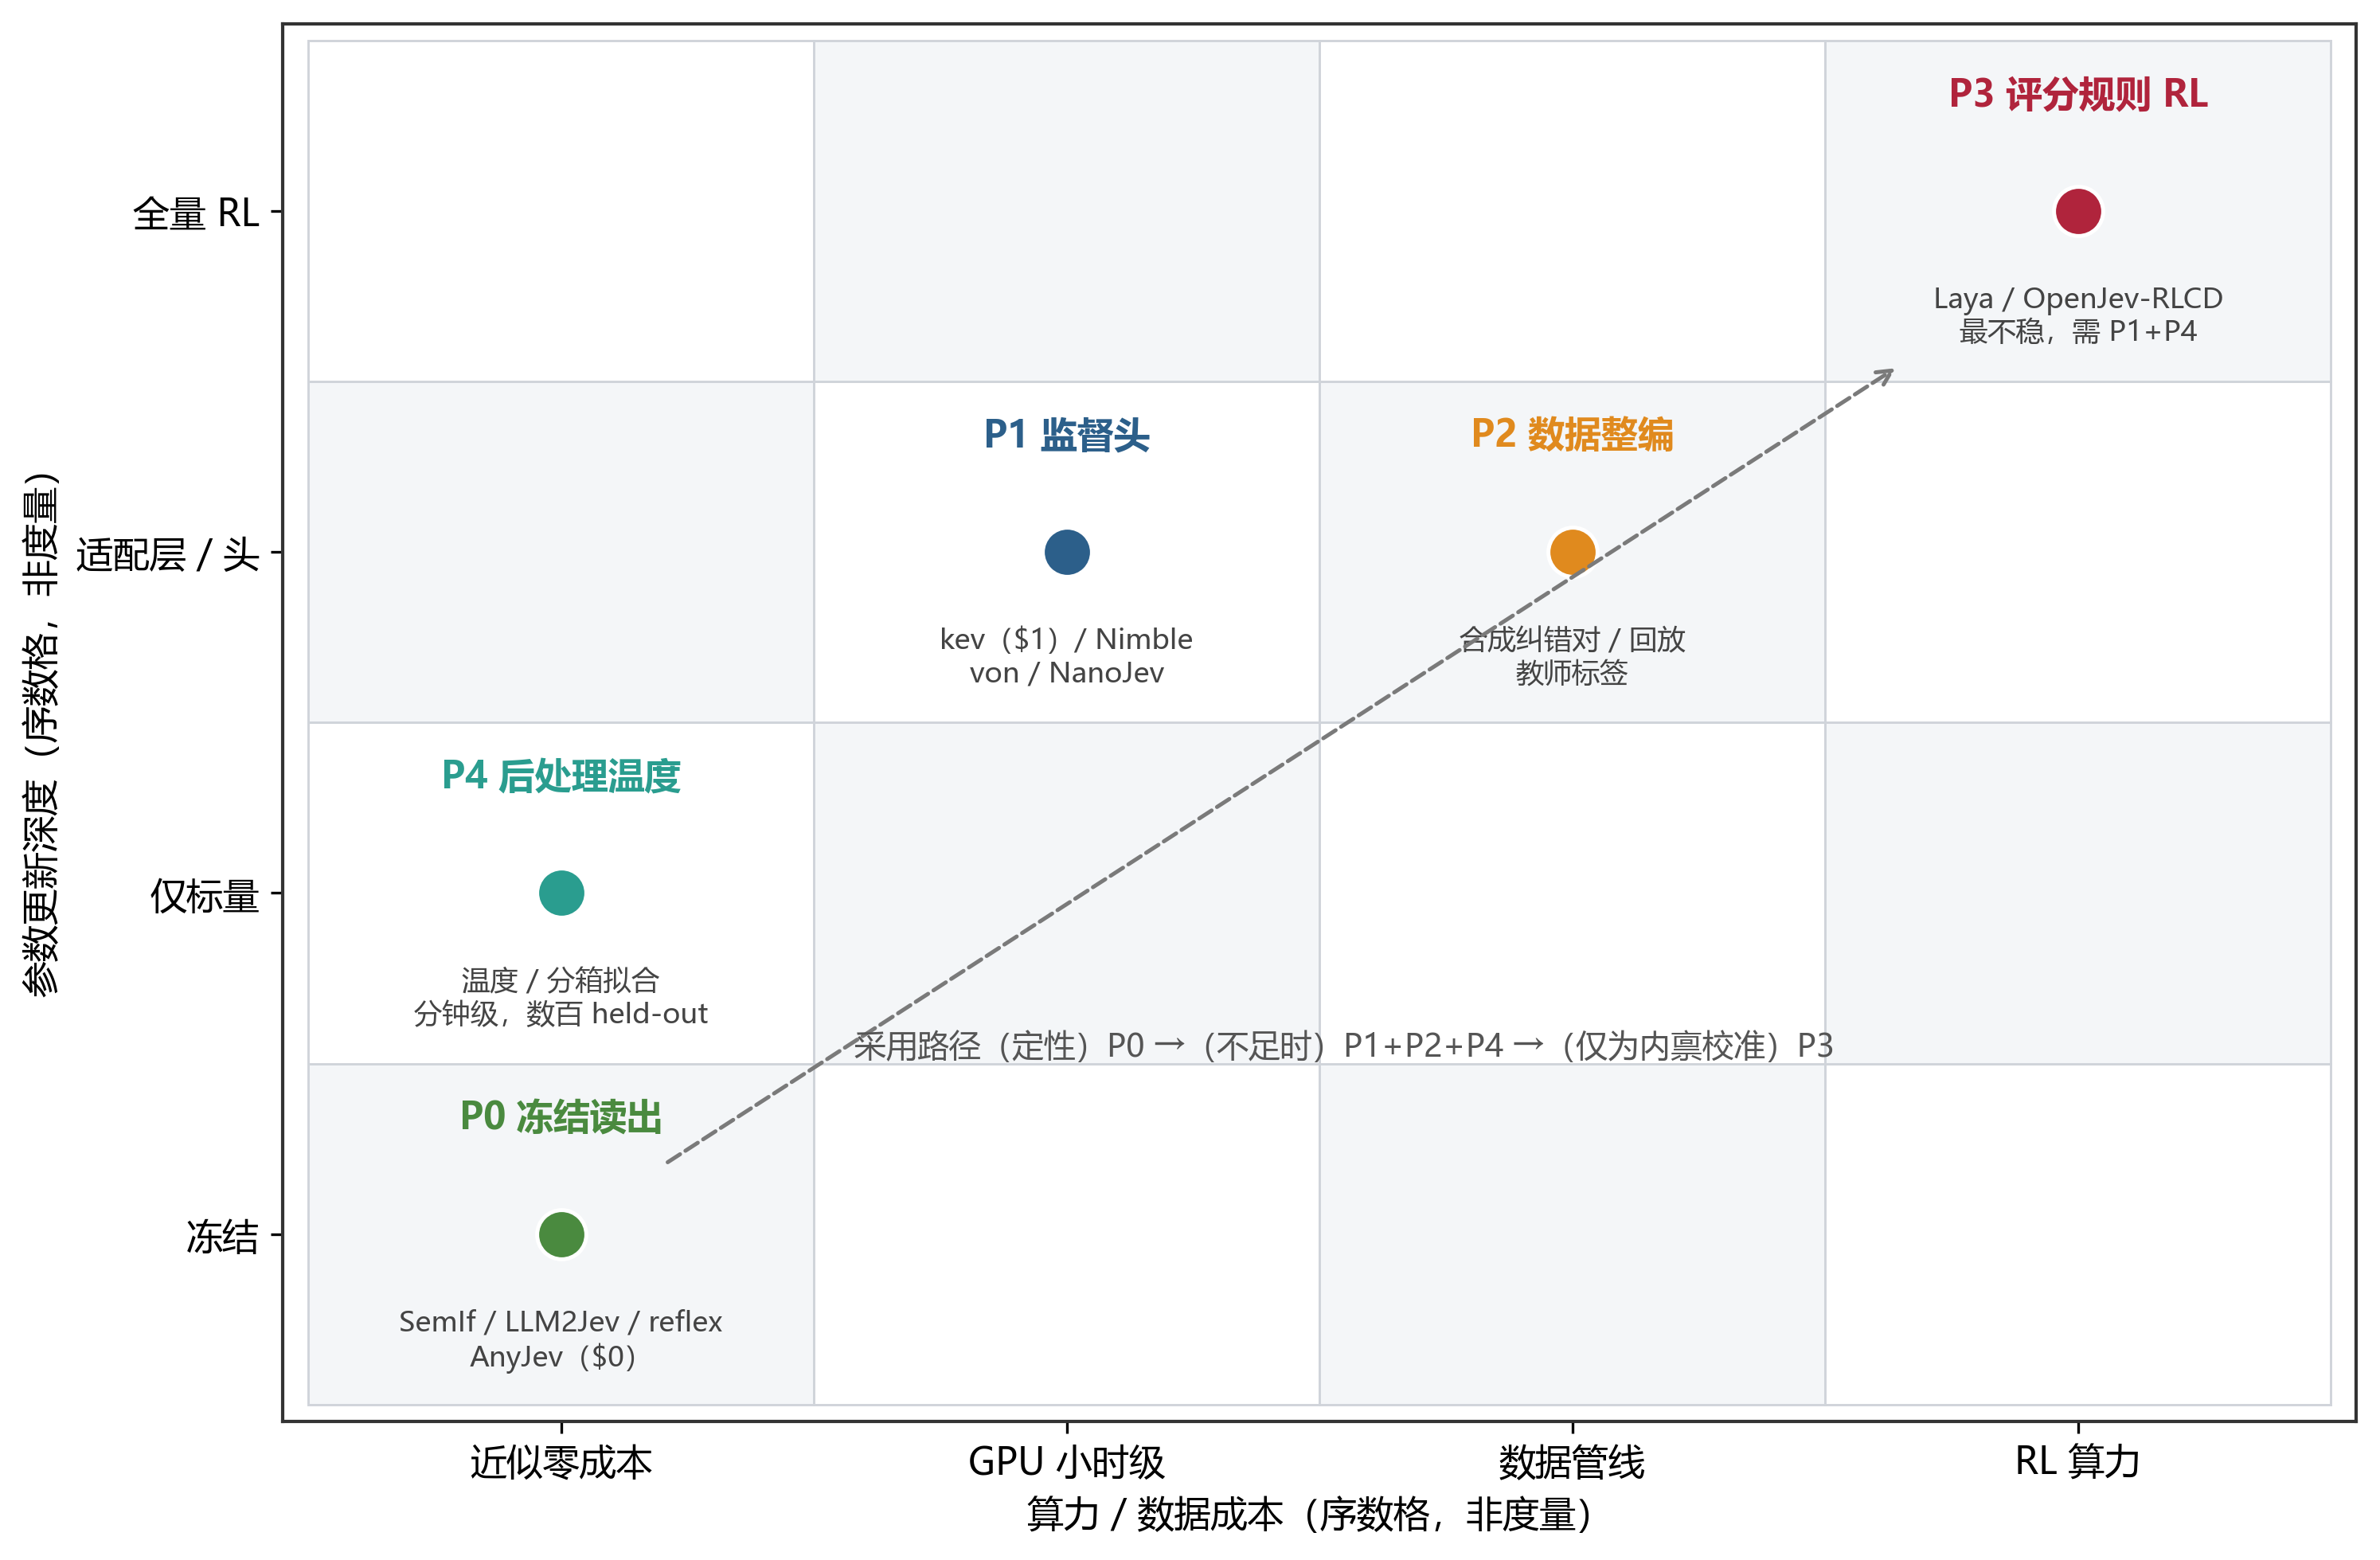 P3 评分规则 RL
全量 RL
Laya / OpenJev-RLCD
最不稳，需 P1+P4
P1 监督头
P2 数据整编
适配层 / 头
kev（$1）/ Nimble
von / NanoJev
合成纠错对 / 回放
教师标签
P4 后处理温度
仅标量
温度 / 分箱拟合
分钟级，数百 held-out
采用路径（定性）P0 →（不足时）P1+P2+P4 →（仅为内禀校准）P3
P0 冻结读出
冻结
SemIf / LLM2Jev / reflex
AnyJev（$0）
参数更新深度（序数格，非度量）
近似零成本
GPU 小时级
数据管线
RL 算力
算力 / 数据成本（序数格，非度量）